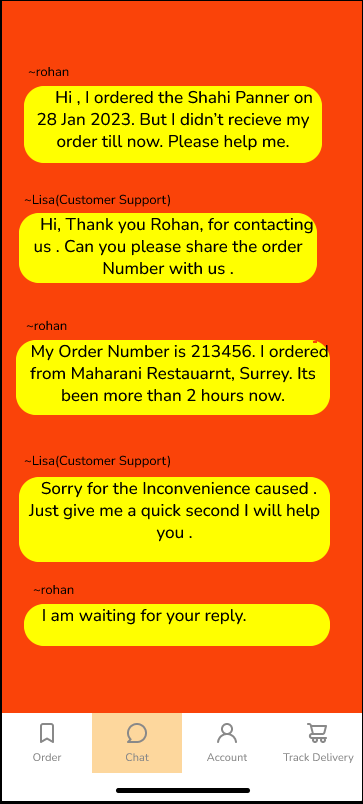 ~rohan
Hi , I ordered the Shahi Panner on
28 Jan 2023. But I didn’t recieve my
order till now. Please help me.
~Lisa(Customer Support)
Hi, Thank you Rohan, for contacting
us . Can you please share the order
Number with us .
~rohan
My Order Number is 213456. I ordered
from Maharani Restauarnt, Surrey. Its
been more than 2 hours now.
~Lisa(Customer Support)
Sorry for the Inconvenience caused .
Just give me a quick second I will help
you .
~rohan
I am waiting for your reply.
Order Chat Account Track Delivery